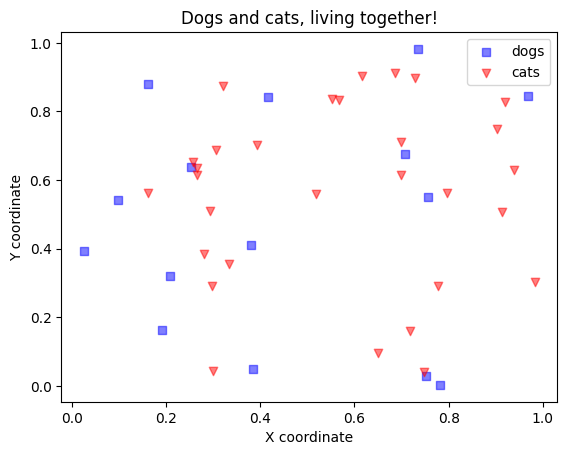 Dogs and cats, living together!
dogs
cats
Y coordinate
1.0
0.8
0.6
0.4
0.2
0.0
0.0 0.2 0.4 0.6 0.8 1.0
X coordinate